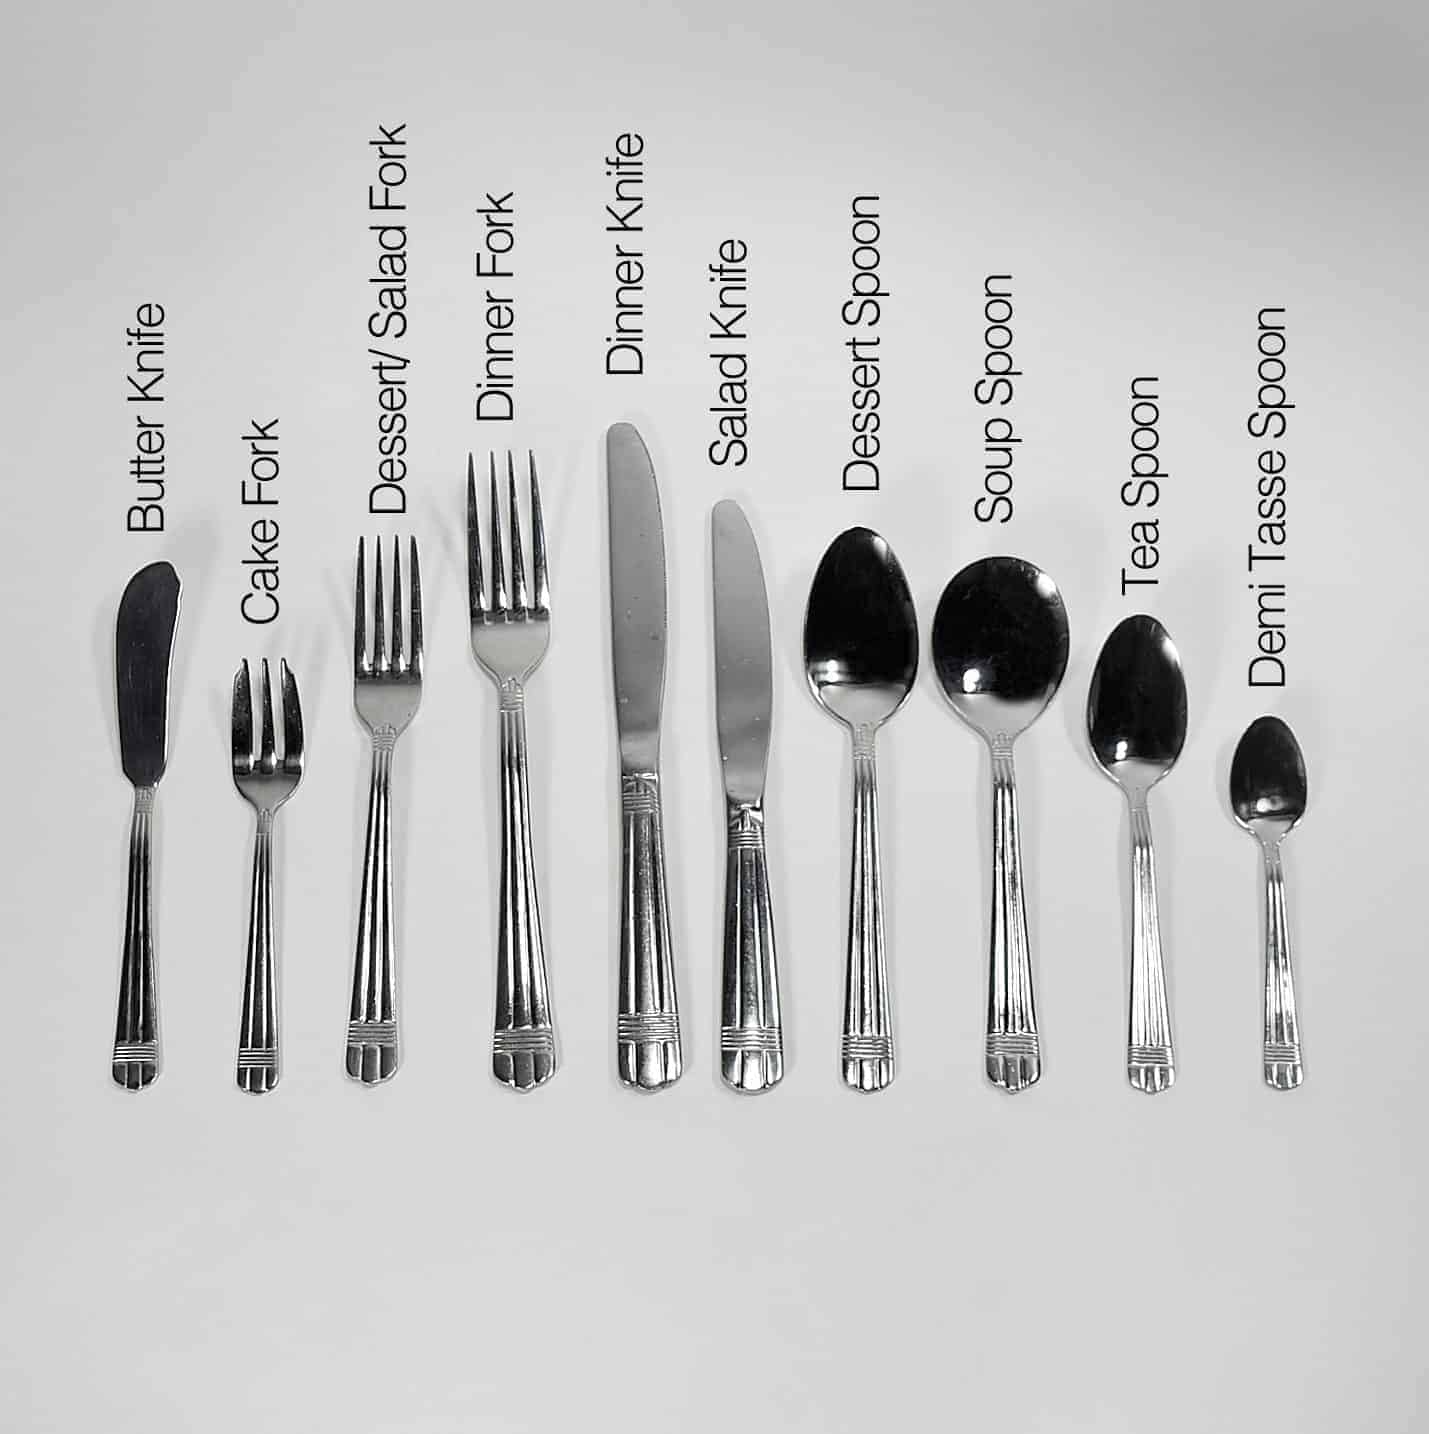 Butter Knife
Cake Fork
Dessert/ Salad Fork
Dinner Fork
Dinner Knife
Salad Knife
Dessert Spoon
Soup Spoon
Tea Spoon
Demi Tasse Spoon